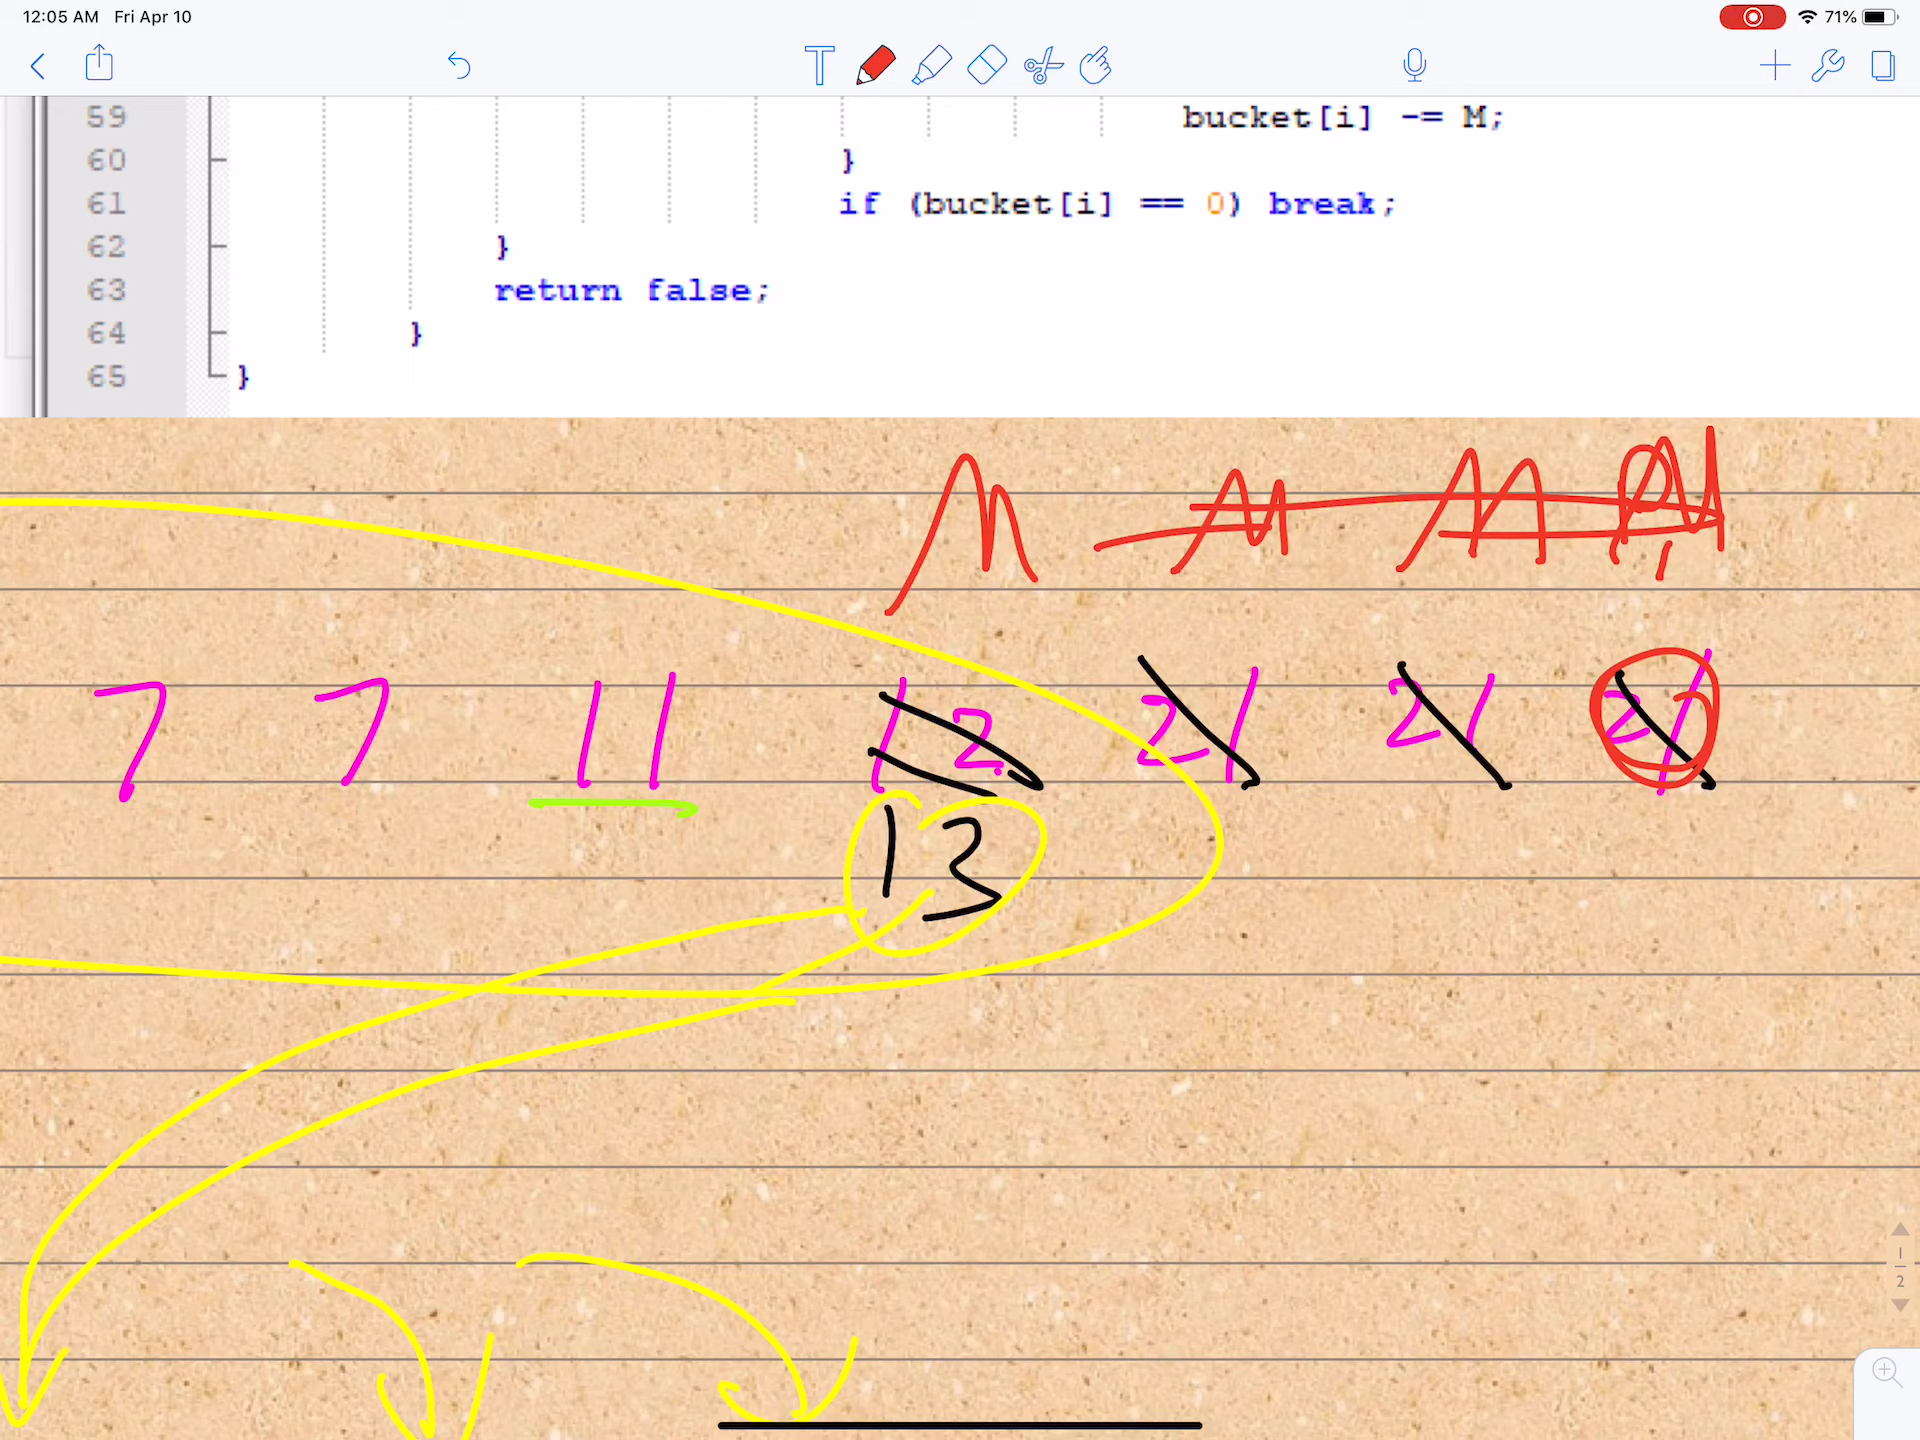 12:05 AM Fri Apr 10
71%
59 bucket[i] -= M;
60 }
61 if (bucket[i] == 0) break;
62 }
63 return false;
64 }
65 }
M M M
7 7 11 12 21 21 21
13
1
2